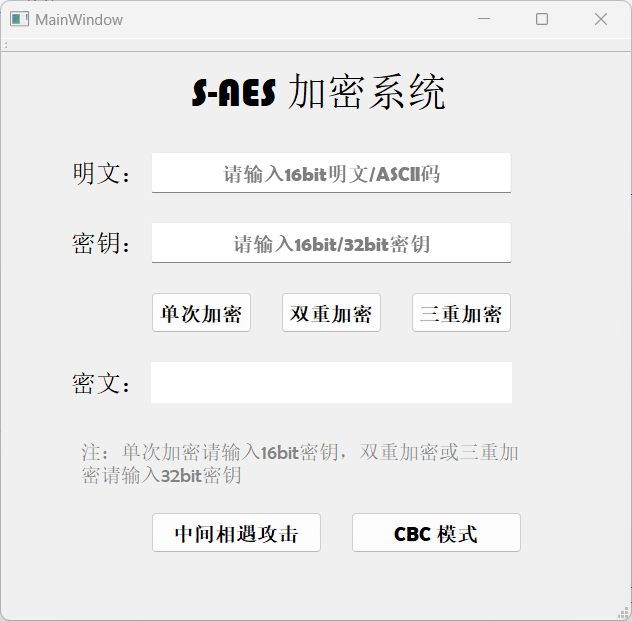 MainWindow
S-AES 加密系统
明文：
请输入16bit明文/ASCII码
密钥：
请输入16bit/32bit密钥
单次加密
双重加密
三重加密
密文：
注：单次加密请输入16bit密钥，双重加密或三重加
密请输入32bit密钥
中间相遇攻击
CBC 模式